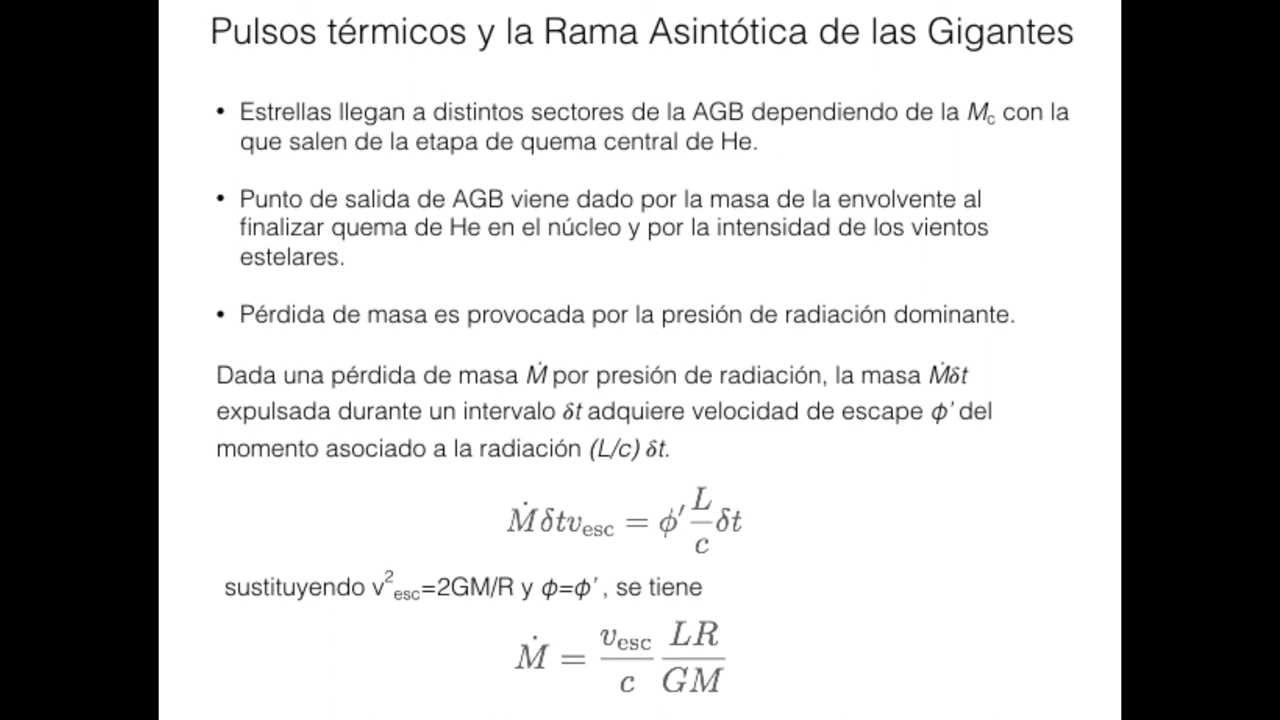 Pulsos térmicos y la Rama Asintótica de las Gigantes
• Estrellas llegan a distintos sectores de la AGB dependiendo de la M_c con la
que salen de la etapa de quema central de He.
• Punto de salida de AGB viene dado por la masa de la envolvente al
finalizar quema de He en el núcleo y por la intensidad de los vientos
estelares.
• Pérdida de masa es provocada por la presión de radiación dominante.
Dada una pérdida de masa Ṁ por presión de radiación, la masa Ṁδt
expulsada durante un intervalo δt adquiere velocidad de escape ϕ' del
momento asociado a la radiación (L/c) δt.
Ṁδtv_esc = ϕ' L/c δt
sustituyendo v²_esc=2GM/R y ϕ=ϕ' , se tiene
Ṁ = v_esc/c LR/GM